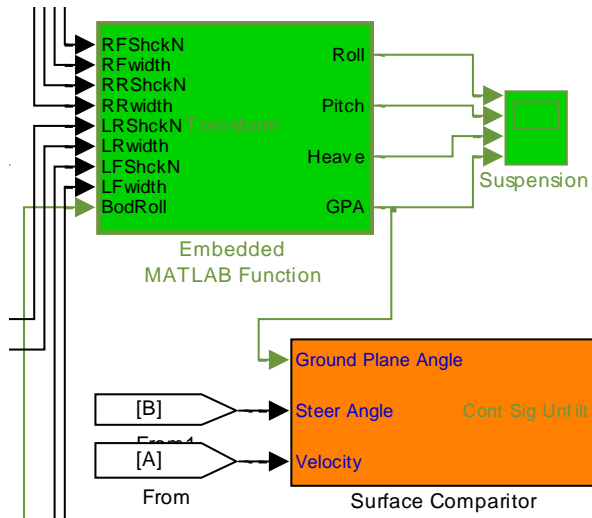 RFShckN
RFwidth
RRShckN
RRwidth
LRShckN
LRwidth
LFShckN
LFwidth
BodRoll
Transform
Roll
Pitch
Heave
GPA
Suspension
Embedded
MATLAB Function
Ground Plane Angle
Steer Angle
Velocity
Cont Sig Unfilt
[B]
From1
[A]
From
Surface Comparitor